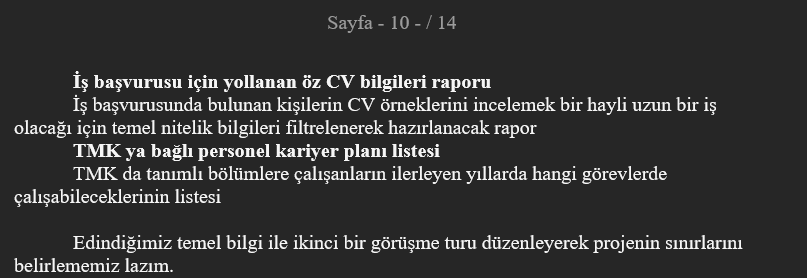 Sayfa - 10 - / 14
İş başvurusu için yollanan öz CV bilgileri raporu
İş başvurusunda bulunan kişilerin CV örneklerini incelemek bir hayli uzun bir iş
olacağı için temel nitelik bilgileri filtrelenerek hazırlanacak rapor
TMK ya bağlı personel kariyer planı listesi
TMK da tanımlı bölümlere çalışanların ilerleyen yıllarda hangi görevlerde
çalışabileceklerinin listesi
Edindiğimiz temel bilgi ile ikinci bir görüşme turu düzenleyerek projenin sınırlarını
belirlememiz lazım.